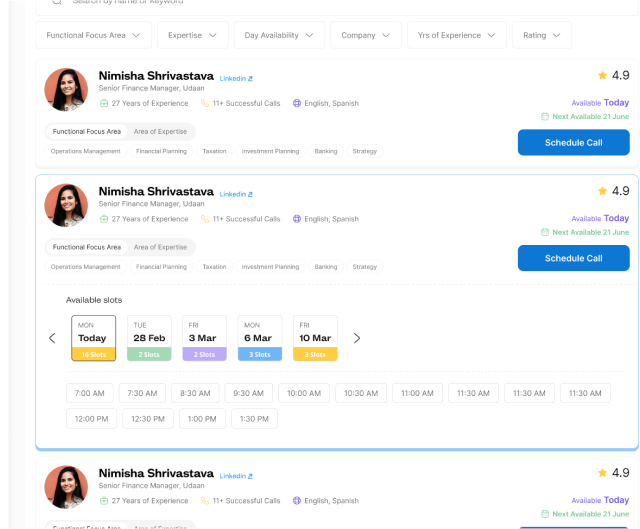 Search by name or keyword
Functional Focus Area Expertise Day Availability Company Yrs of Experience Rating
Nimisha Shrivastava Linkedin
4.9
Senior Finance Manager, Udaan
27 Years of Experience 11+ Successful Calls English, Spanish
Available Today
Next Available 21 June
Functional Focus Area Area of Expertise
Schedule Call
Operations Management Financial Planning Taxation Investment Planning Banking Strategy
Nimisha Shrivastava Linkedin
4.9
Senior Finance Manager, Udaan
27 Years of Experience 11+ Successful Calls English, Spanish
Available Today
Next Available 21 June
Functional Focus Area Area of Expertise
Schedule Call
Operations Management Financial Planning Taxation Investment Planning Banking Strategy
Available slots
MON TUE FRI MON FRI
Today 28 Feb 3 Mar 6 Mar 10 Mar
16 Slots 2 Slots 2 Slots 3 Slots 3 Slots
7:00 AM 7:30 AM 8:30 AM 9:30 AM 10:00 AM 10:30 AM 11:00 AM 11:30 AM 11:30 AM 11:30 AM
12:00 PM 12:30 PM 1:00 PM 1:30 PM
Nimisha Shrivastava Linkedin
4.9
Senior Finance Manager, Udaan
27 Years of Experience 11+ Successful Calls English, Spanish
Available Today
Next Available 21 June
Functional Focus Area Area of Expertise